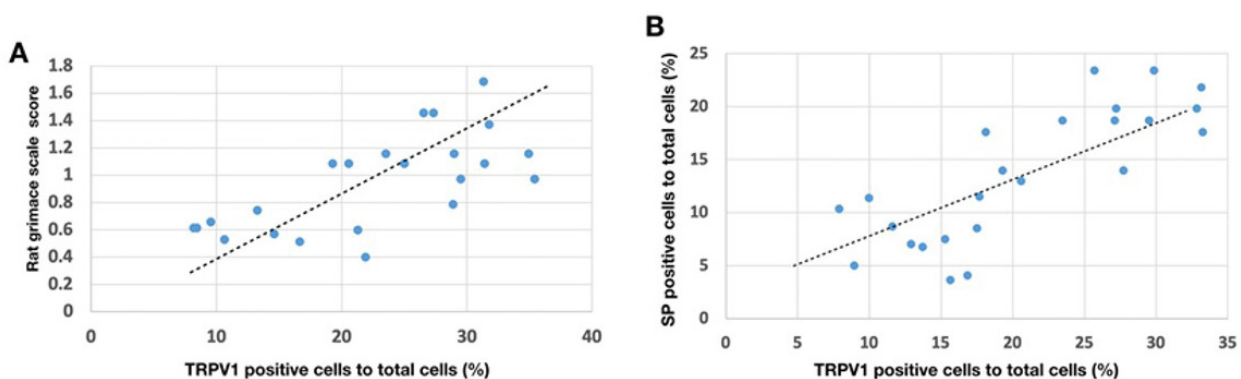 A
Rat grimace scale score
1.8
1.6
1.4
1.2
1
0.8
0.6
0.4
0.2
0
0 10 20 30 40
TRPV1 positive cells to total cells (%)
B
SP positive cells to total cells (%)
25
20
15
10
5
0
0 5 10 15 20 25 30 35
TRPV1 positive cells to total cells (%)